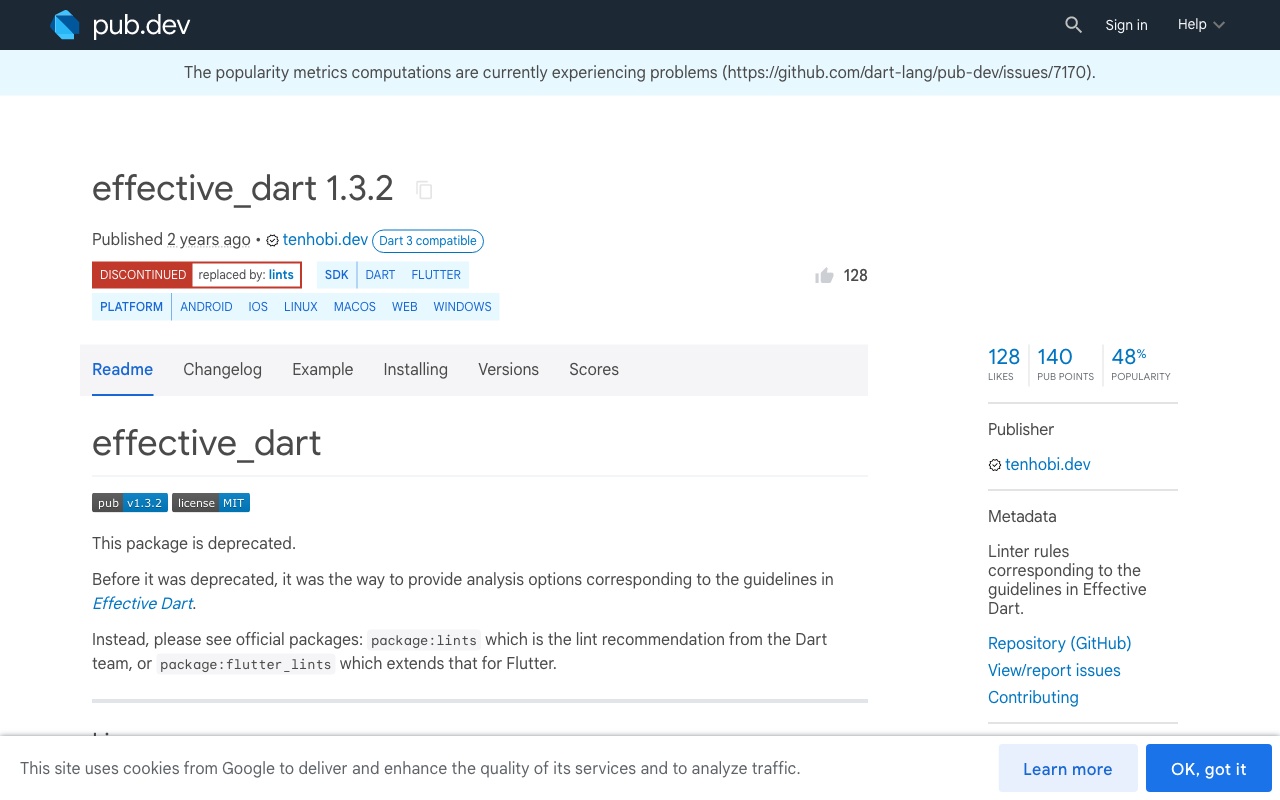 pub.dev
Sign in
Help
The popularity metrics computations are currently experiencing problems (https://github.com/dart-lang/pub-dev/issues/7170).
effective_dart 1.3.2
Published 2 years ago • tenhobi.dev Dart 3 compatible
DISCONTINUED replaced by: lints SDK DART FLUTTER
128
PLATFORM ANDROID IOS LINUX MACOS WEB WINDOWS
Readme Changelog Example Installing Versions Scores
effective_dart
pub v1.3.2 license MIT
This package is deprecated.
Before it was deprecated, it was the way to provide analysis options corresponding to the guidelines in
Effective Dart.
Instead, please see official packages: package:lints which is the lint recommendation from the Dart
team, or package:flutter_lints which extends that for Flutter.
128 140 48%
LIKES PUB POINTS POPULARITY
Publisher
tenhobi.dev
Metadata
Linter rules
corresponding to the
guidelines in Effective
Dart.
Repository (GitHub)
View/report issues
Contributing
This site uses cookies from Google to deliver and enhance the quality of its services and to analyze traffic.
Learn more
OK, got it